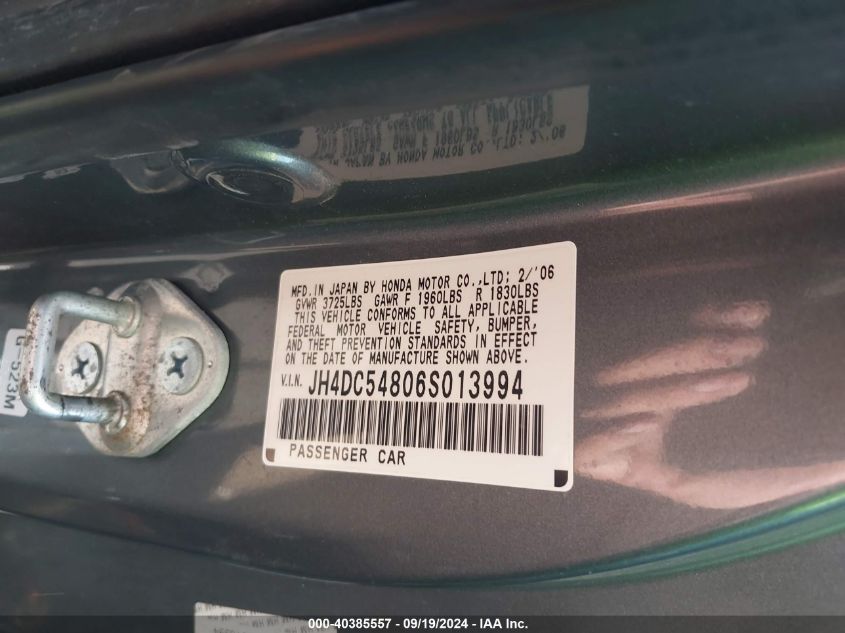 MFD.IN JAPAN BY HONDA MOTOR CO.,LTD; 2/'06
GVWR 3725LBS GAWR F 1960LBS R 1830LBS
THIS VEHICLE CONFORMS TO ALL APPLICABLE
FEDERAL MOTOR VEHICLE SAFETY, BUMPER,
AND THEFT PREVENTION STANDARDS IN EFFECT
ON THE DATE OF MANUFACTURE SHOWN ABOVE.
V.I.N. JH4DC54806S013994
PASSENGER CAR
000-40385557 - 09/19/2024 - IAA Inc.